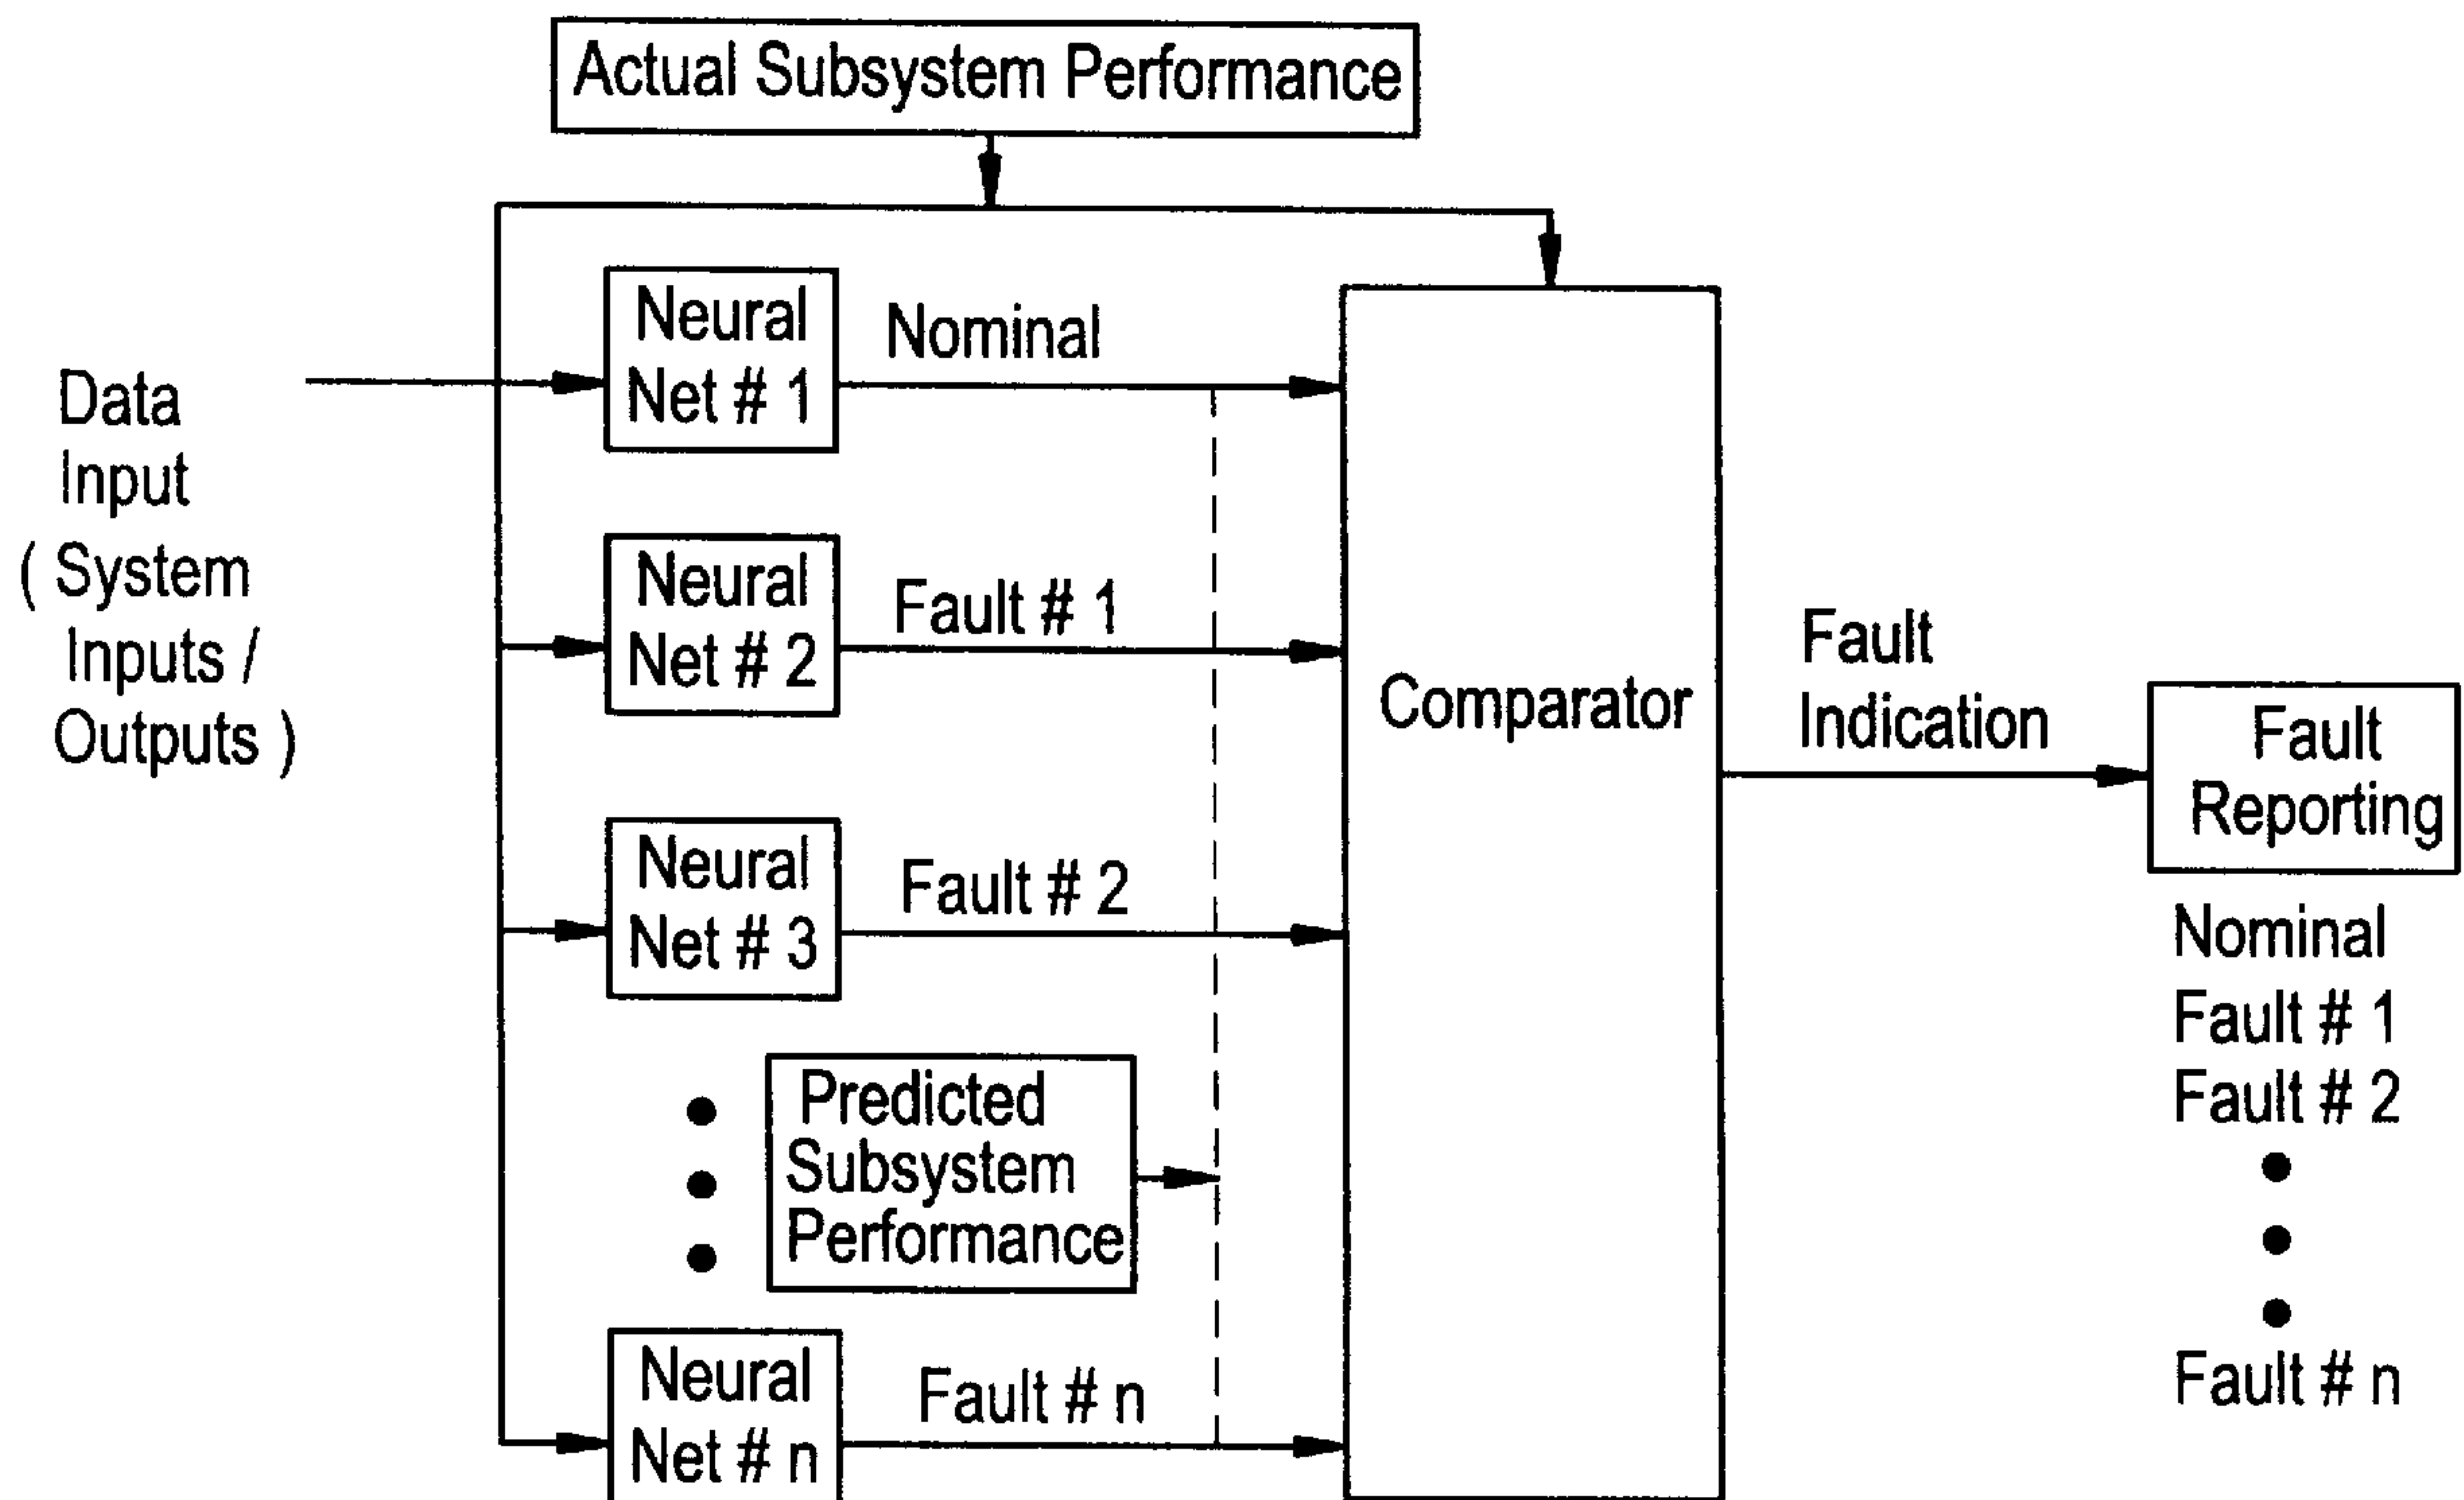 Actual Subsystem Performance
Data
Input
( System
Inputs /
Outputs )
Neural
Net # 1
Nominal
Neural
Net # 2
Fault # 1
Neural
Net # 3
Fault # 2
Predicted
Subsystem
Performance
Neural
Net # n
Fault # n
Comparator
Fault
Indication
Fault
Reporting
Nominal
Fault # 1
Fault # 2
Fault # n